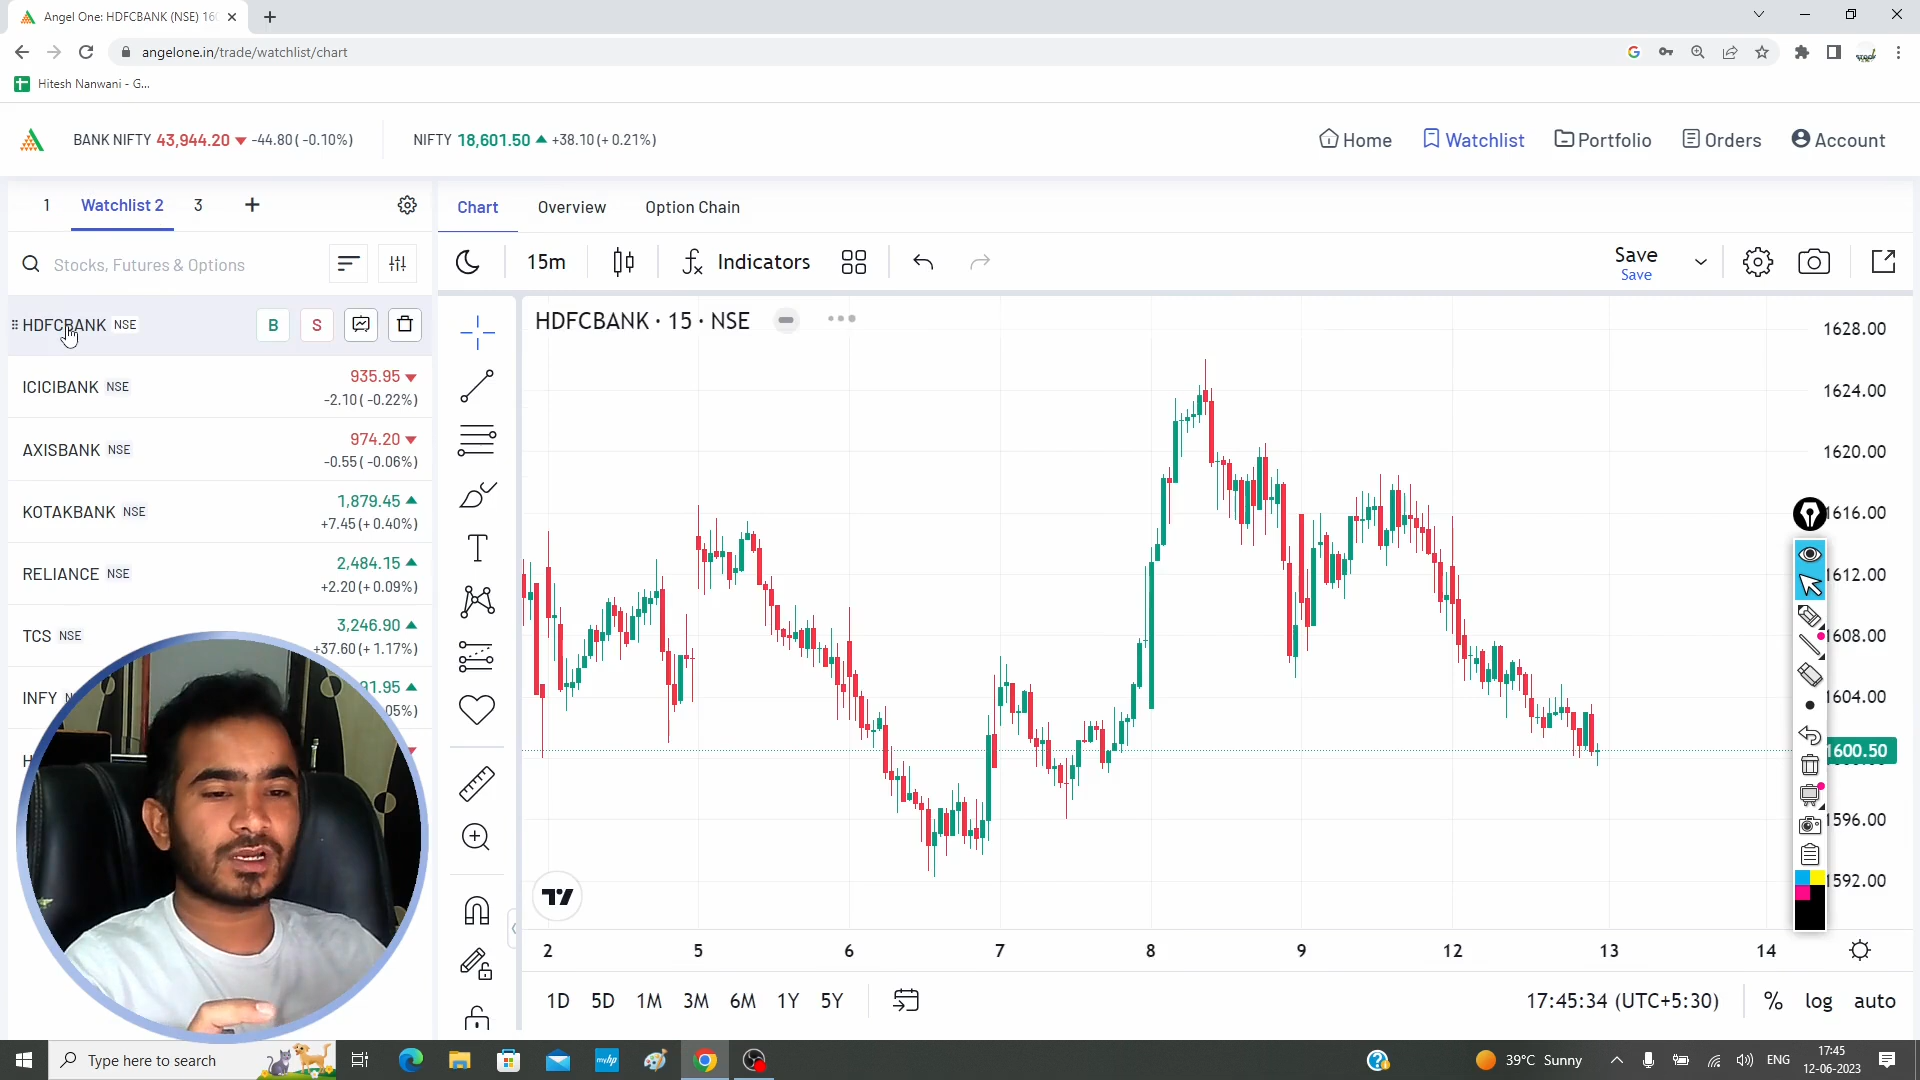 Angel One: HDFCBANK (NSE) 160
angelone.in/trade/watchlist/chart
Hitesh Nanwani - G...
BANK NIFTY 43,944.20 -44.80 ( -0.10%)
NIFTY 18,601.50 +38.10 (+ 0.21%)
Home
Watchlist
Portfolio
Orders
Account
1
Watchlist 2
3
+
Chart
Overview
Option Chain
Stocks, Futures & Options
15m
Indicators
Save
Save
HDFCBANK NSE
B
S
ICICIBANK NSE
935.95
-2.10 ( -0.22%)
AXISBANK NSE
974.20
-0.55 ( -0.06%)
KOTAKBANK NSE
1,879.45
+7.45 (+ 0.40%)
RELIANCE NSE
2,484.15
+2.20 (+ 0.09%)
TCS NSE
3,246.90
+37.60 (+ 1.17%)
INFY
91.95
05%)
HDFCBANK · 15 · NSE
1628.00
1624.00
1620.00
1616.00
1612.00
1608.00
1604.00
1600.50
1596.00
1592.00
2 5 6 7 8 9 12 13 14
1D 5D 1M 3M 6M 1Y 5Y
17:45:34 (UTC+5:30)
%
log
auto
Type here to search
myhp
39°C Sunny
ENG
17:45
12-06-2023